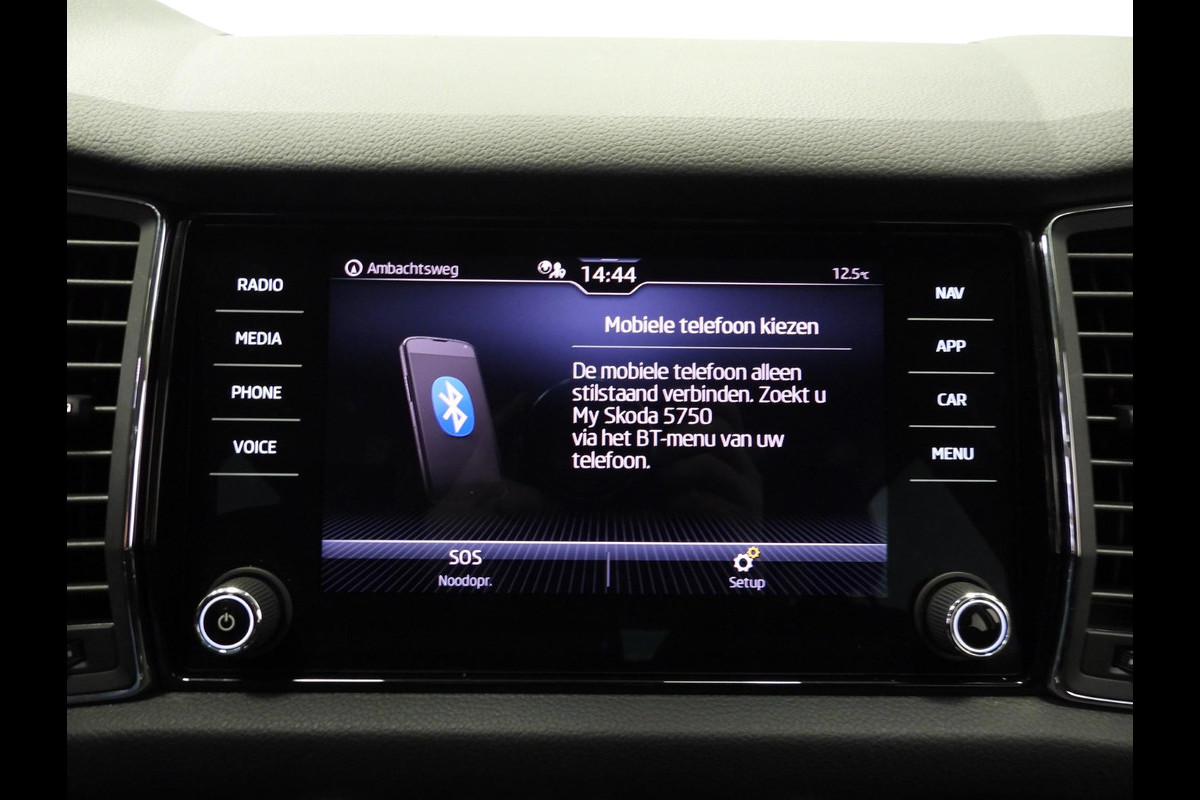 Ambachtsweg
14:44
12.5°C
RADIO
MEDIA
PHONE
VOICE
Mobiele telefoon kiezen
De mobiele telefoon alleen
stilstaand verbinden. Zoekt u
My Skoda 5750
via het BT-menu van uw
telefoon.
SOS
Noodopr.
Setup
NAV
APP
CAR
MENU